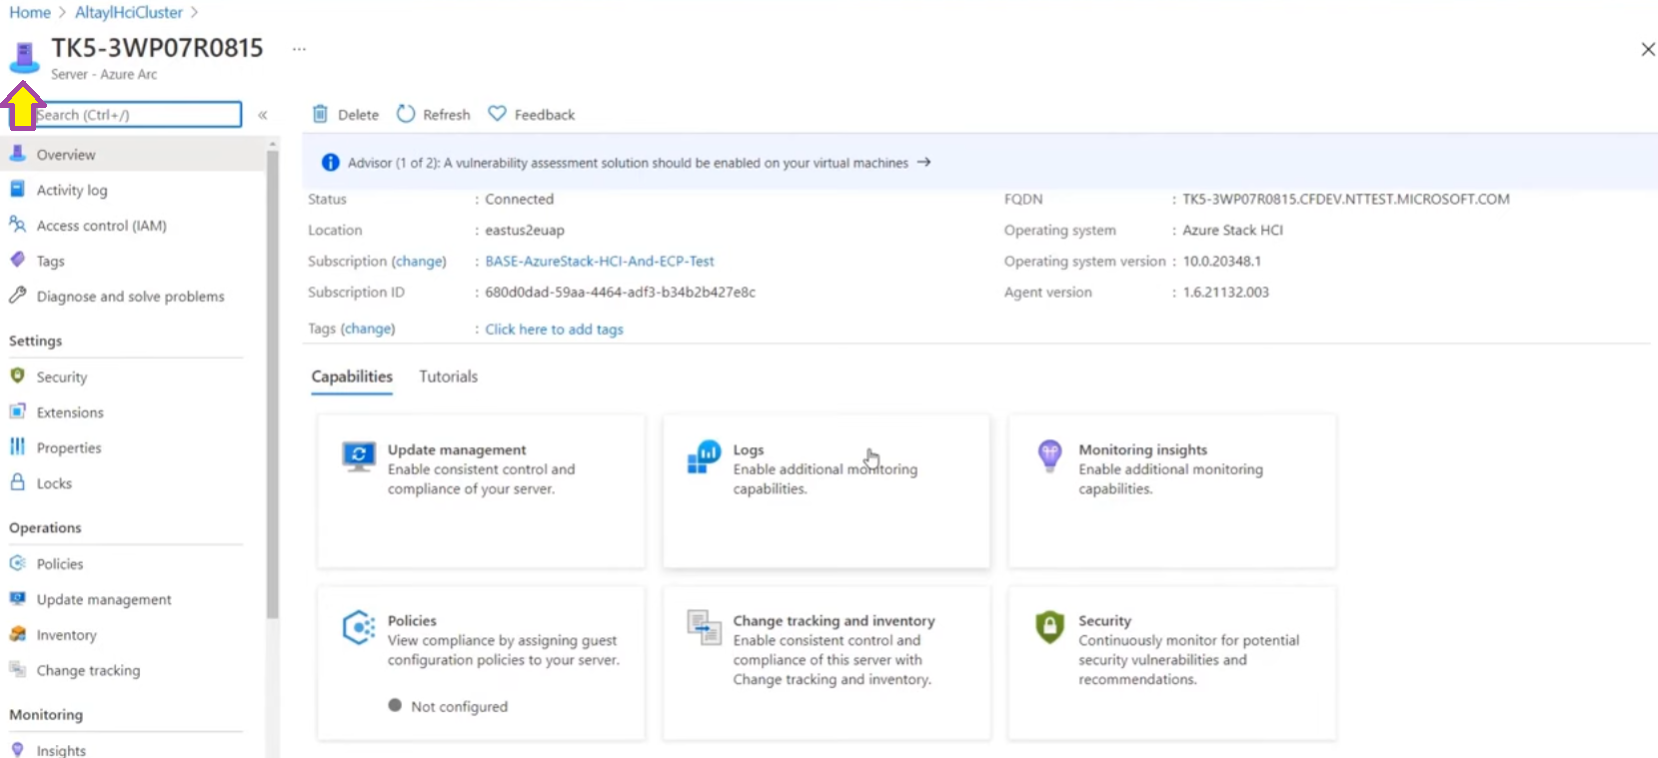 Home > AltaylHciCluster >
TK5-3WP07R0815 ...
Server - Azure Arc
Search (Ctrl+/) «
Overview
Activity log
Access control (IAM)
Tags
Diagnose and solve problems
Settings
Security
Extensions
Properties
Locks
Operations
Policies
Update management
Inventory
Change tracking
Monitoring
Insights
Delete Refresh Feedback
Advisor (1 of 2): A vulnerability assessment solution should be enabled on your virtual machines →
Status : Connected
Location : eastus2euap
Subscription (change) : BASE-AzureStack-HCI-And-ECP-Test
Subscription ID : 680d0dad-59aa-4464-adf3-b34b2b427e8c
Tags (change) : Click here to add tags
FQDN : TK5-3WP07R0815.CFDEV.NTTEST.MICROSOFT.COM
Operating system : Azure Stack HCI
Operating system version : 10.0.20348.1
Agent version : 1.6.21132.003
Capabilities Tutorials
Update management
Enable consistent control and
compliance of your server.
Logs
Enable additional monitoring
capabilities.
Monitoring insights
Enable additional monitoring
capabilities.
Policies
View compliance by assigning guest
configuration policies to your server.
Not configured
Change tracking and inventory
Enable consistent control and
compliance of this server with
Change tracking and inventory.
Security
Continuously monitor for potential
security vulnerabilities and
recommendations.